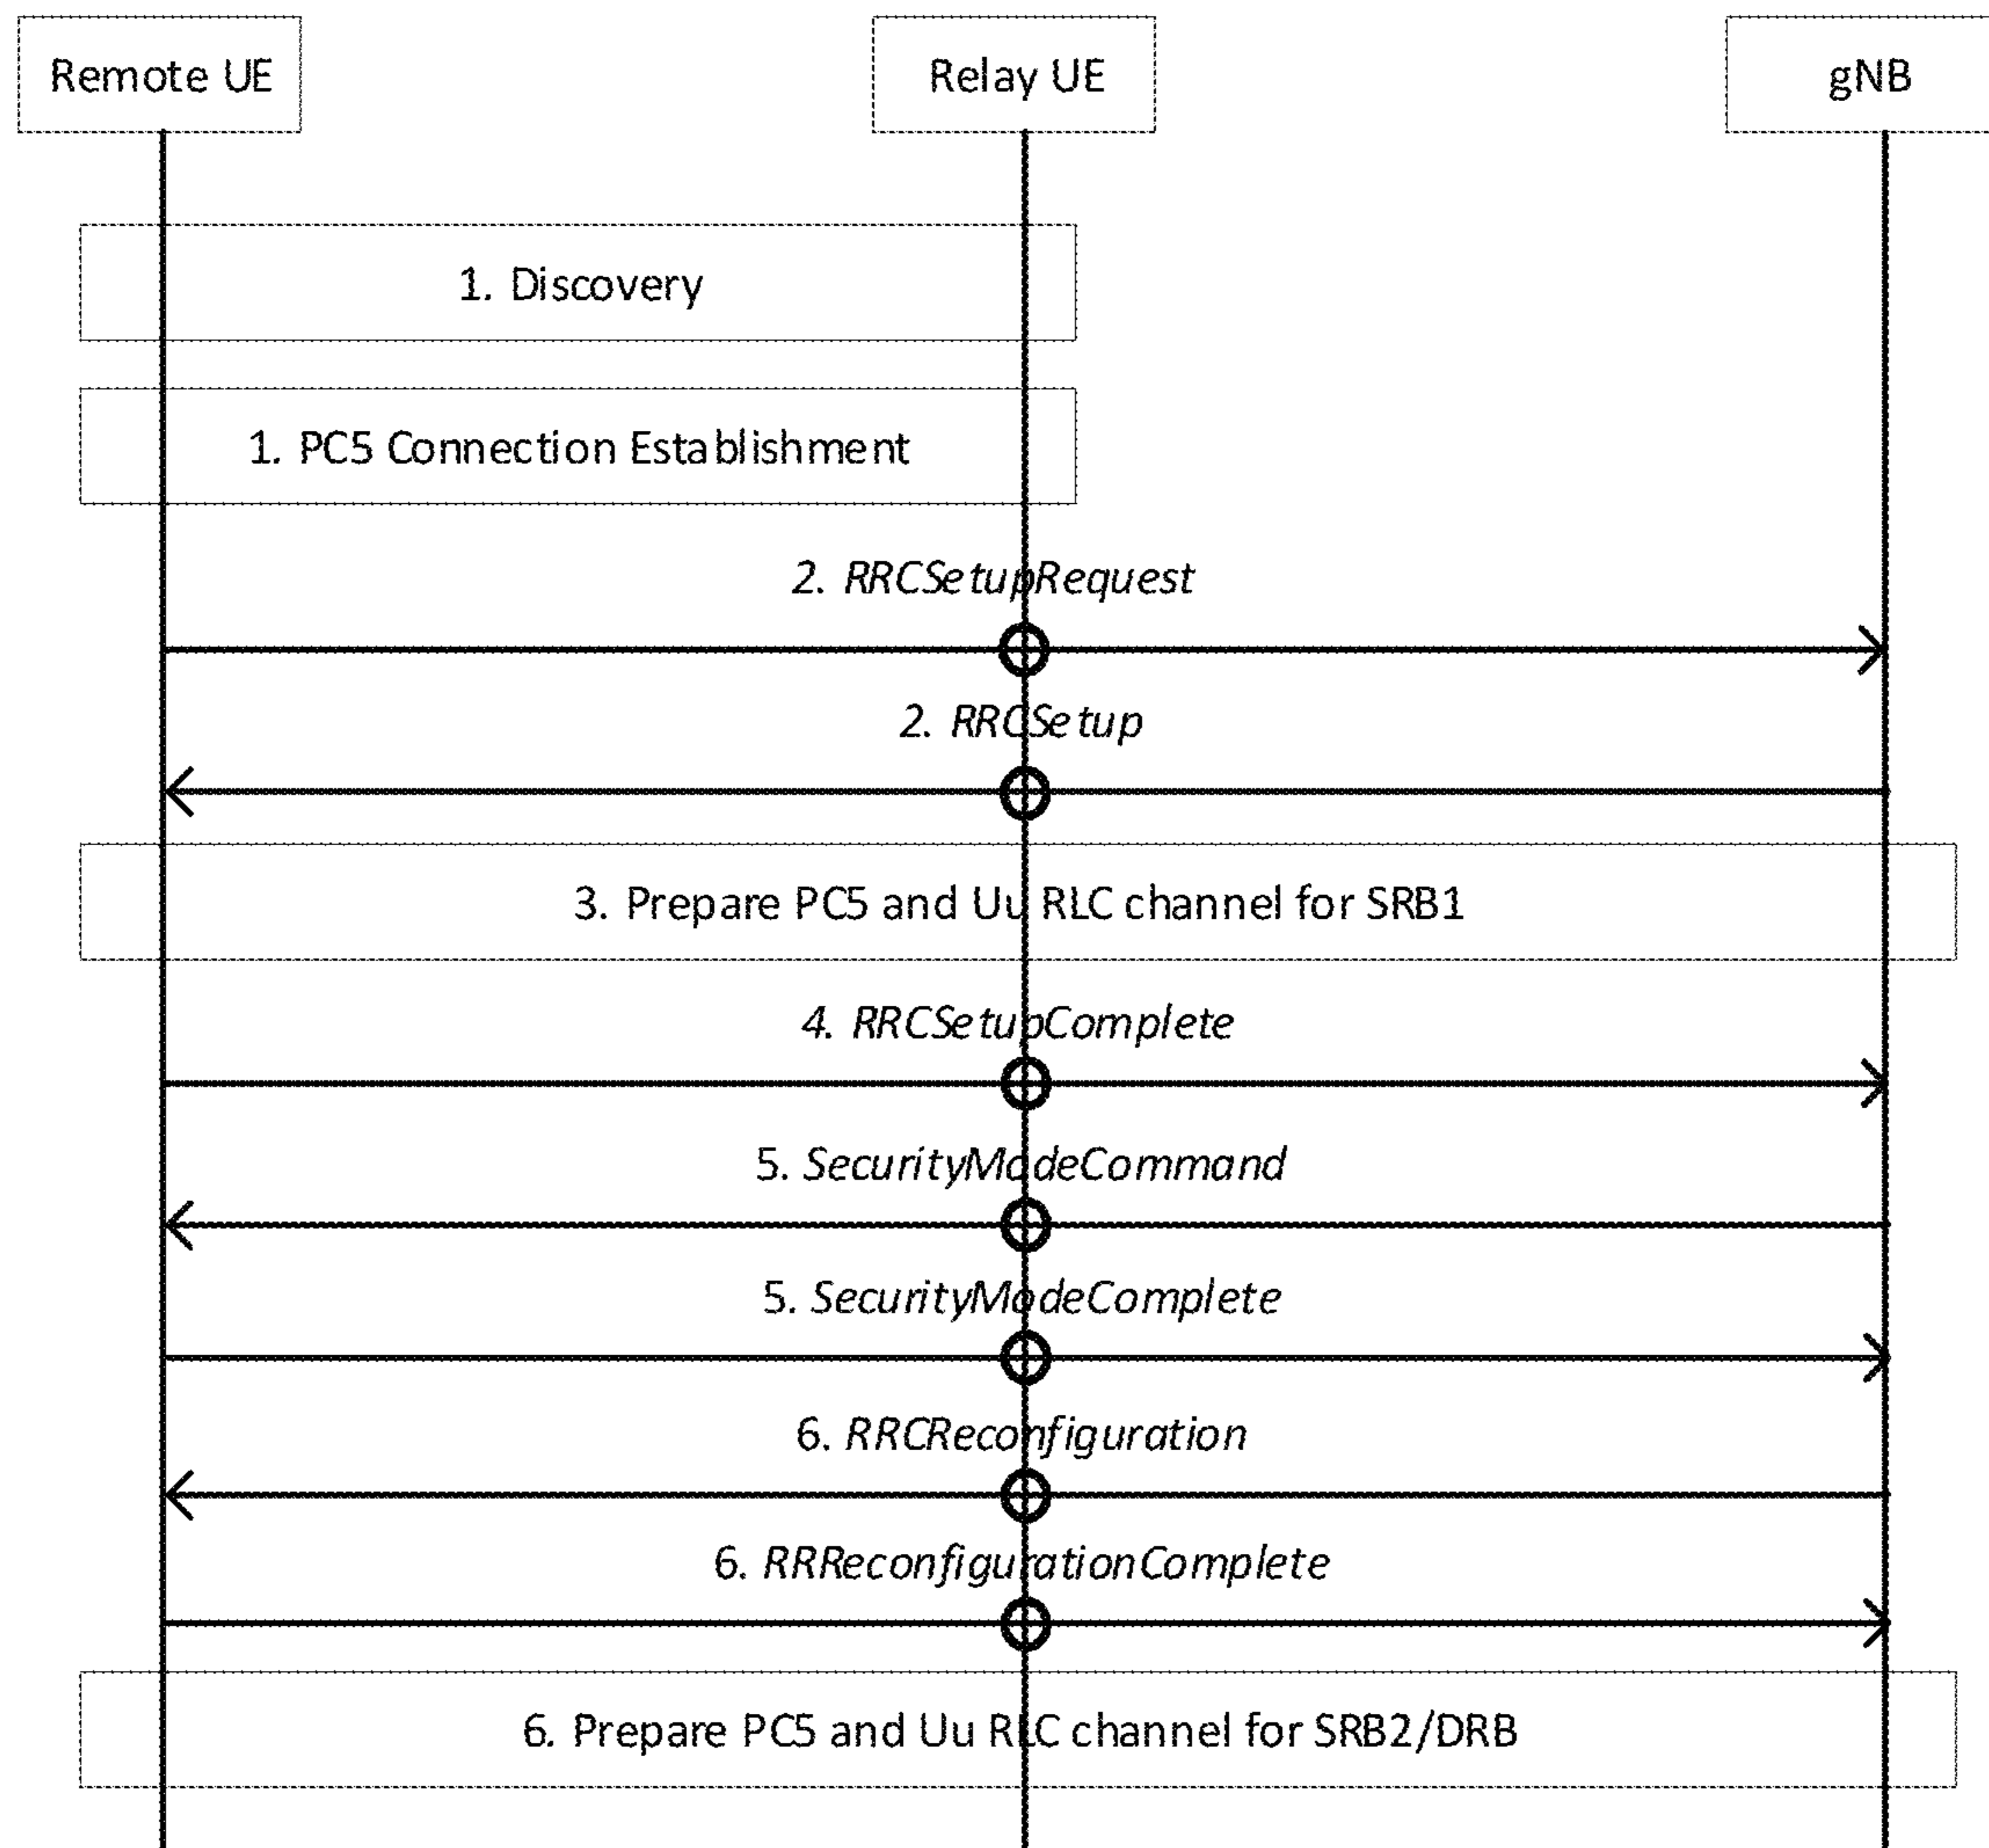 Remote UE
Relay UE
gNB
1. Discovery
1. PC5 Connection Establishment
2. RRCSetupRequest
2. RRCSetup
3. Prepare PC5 and Uu RLC channel for SRB1
4. RRCSetupComplete
5. SecurityModeCommand
5. SecurityModeComplete
6. RRCReconfiguration
6. RRReconfigurationComplete
6. Prepare PC5 and Uu RLC channel for SRB2/DRB